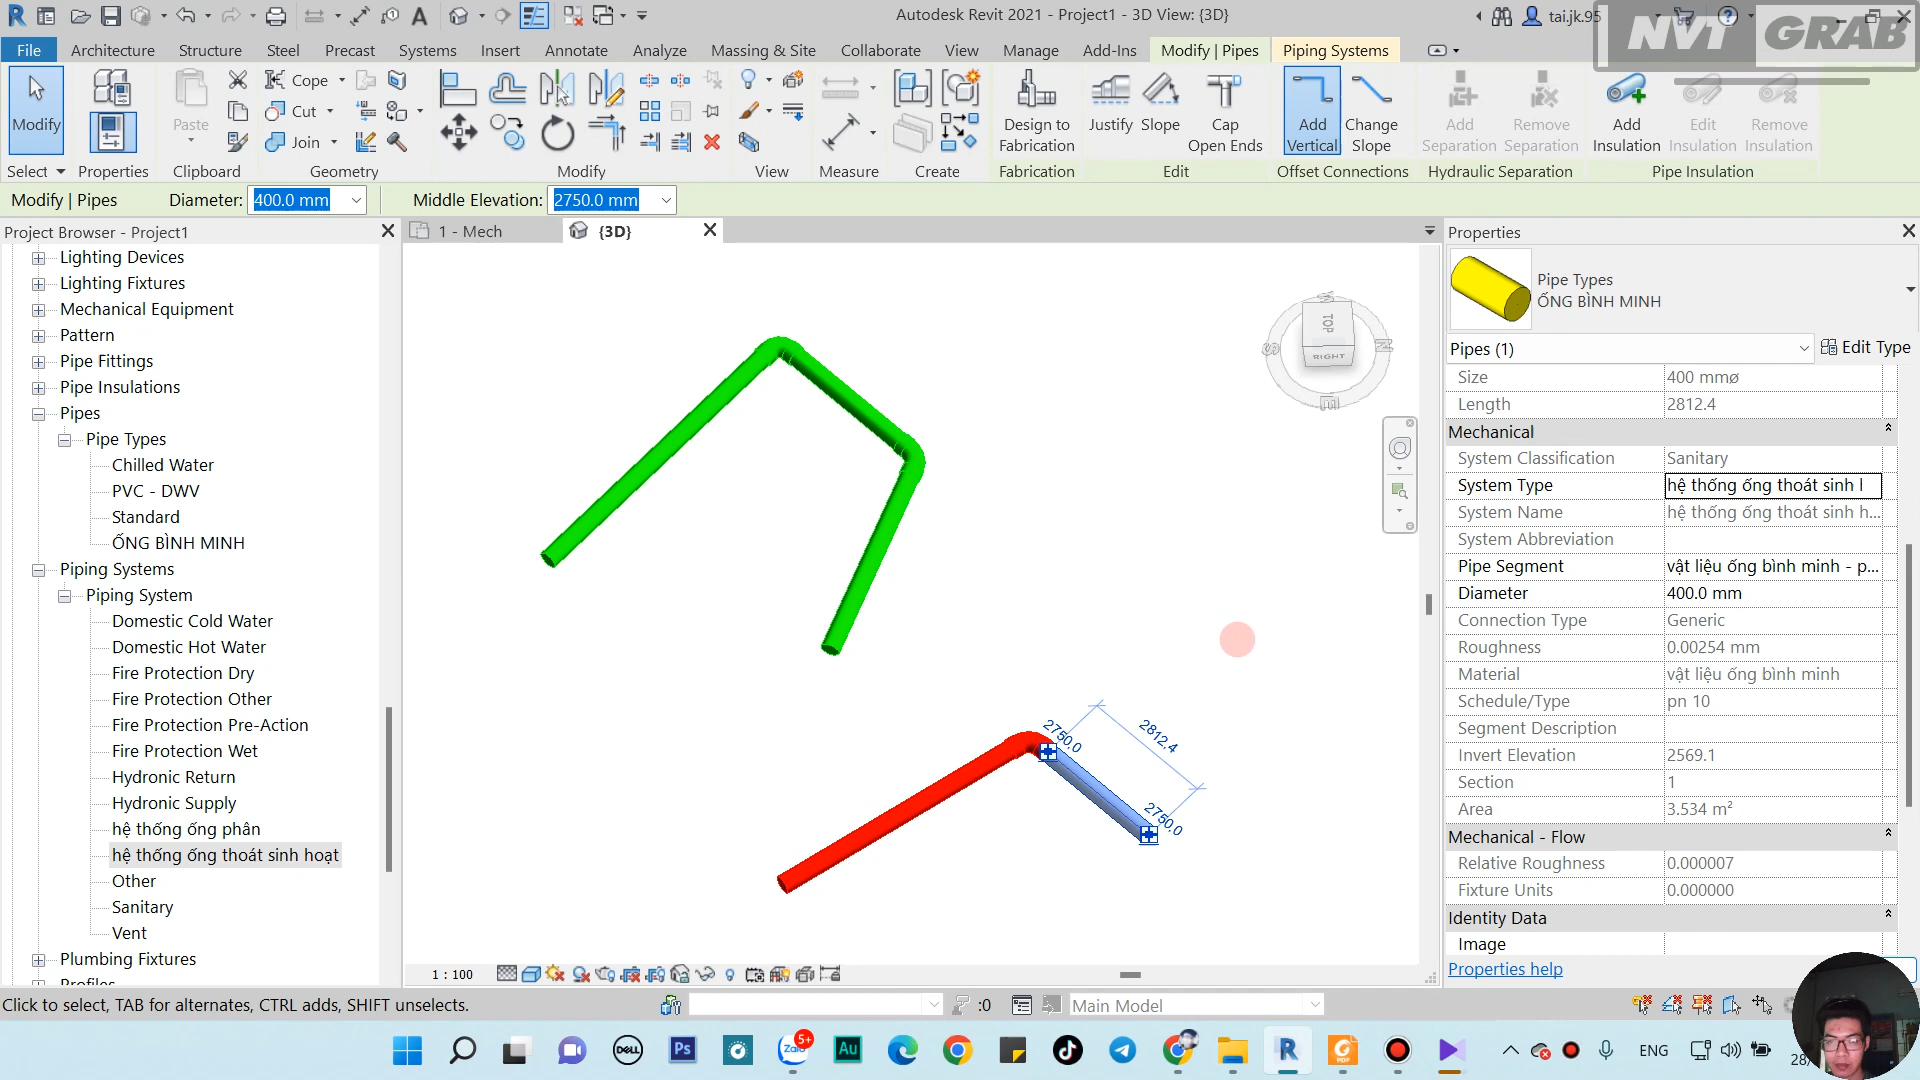 Autodesk Revit 2021 - Project1 - 3D View: {3D}
tai.jk.95
NVT GRAB
File Architecture Structure Steel Precast Systems Insert Annotate Analyze Massing & Site Collaborate View Manage Add-Ins Modify | Pipes Piping Systems
Modify
Paste
Cope
Cut
Join
Design to Fabrication
Justify
Slope
Cap Open Ends
Add Vertical
Change Slope
Add Separation
Remove Separation
Add Insulation
Edit Insulation
Remove Insulation
Select Properties Clipboard Geometry Modify View Measure Create Fabrication Edit Offset Connections Hydraulic Separation Pipe Insulation
Modify | Pipes Diameter: 400.0 mm Middle Elevation: 2750.0 mm
Project Browser - Project1
Lighting Devices
Lighting Fixtures
Mechanical Equipment
Pattern
Pipe Fittings
Pipe Insulations
Pipes
Pipe Types
Chilled Water
PVC - DWV
Standard
ỐNG BÌNH MINH
Piping Systems
Piping System
Domestic Cold Water
Domestic Hot Water
Fire Protection Dry
Fire Protection Other
Fire Protection Pre-Action
Fire Protection Wet
Hydronic Return
Hydronic Supply
hệ thống ống phân
hệ thống ống thoát sinh hoạt
Other
Sanitary
Vent
Plumbing Fixtures
Profiles
1 - Mech
{3D}
TOP
RIGHT
2750.0
2812.4
2750.0
1 : 100
Properties
Pipe Types
ỐNG BÌNH MINH
Pipes (1) Edit Type
Size 400 mmø
Length 2812.4
Mechanical
System Classification Sanitary
System Type hệ thống ống thoát sinh l
System Name hệ thống ống thoát sinh h...
System Abbreviation
Pipe Segment vật liệu ống bình minh - p...
Diameter 400.0 mm
Connection Type Generic
Roughness 0.00254 mm
Material vật liệu ống bình minh
Schedule/Type pn 10
Segment Description
Invert Elevation 2569.1
Section 1
Area 3.534 m²
Mechanical - Flow
Relative Roughness 0.000007
Fixture Units 0.000000
Identity Data
Image
Properties help
Click to select, TAB for alternates, CTRL adds, SHIFT unselects.
:0
Main Model
DELL
Ps
Zalo
5+
Au
R
PDF
ENG
28/